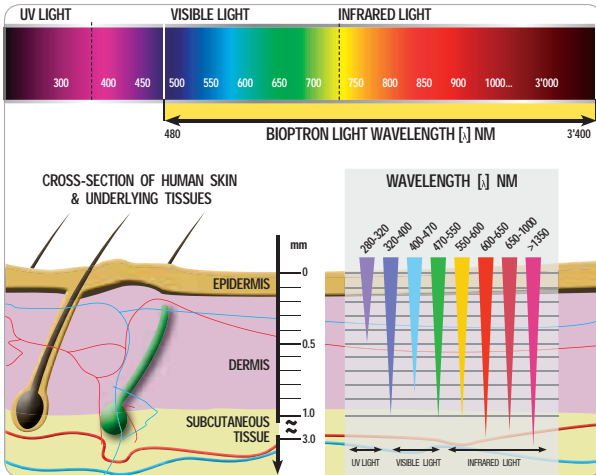 UV LIGHT VISIBLE LIGHT INFRARED LIGHT
300 400 450 500 550 600 650 700 750 800 850 900 1000... 3'000
480 BIOPTRON LIGHT WAVELENGTH [λ] NM 3'400
CROSS-SECTION OF HUMAN SKIN
& UNDERLYING TISSUES
WAVELENGTH [λ] NM
280-320 320-400 400-470 470-550 550-600 600-650 650-1000 >1350
mm
0
EPIDERMIS
0.5
DERMIS
1.0
SUBCUTANEOUS
TISSUE
≈
≈
3.0
UV LIGHT VISIBLE LIGHT INFRARED LIGHT